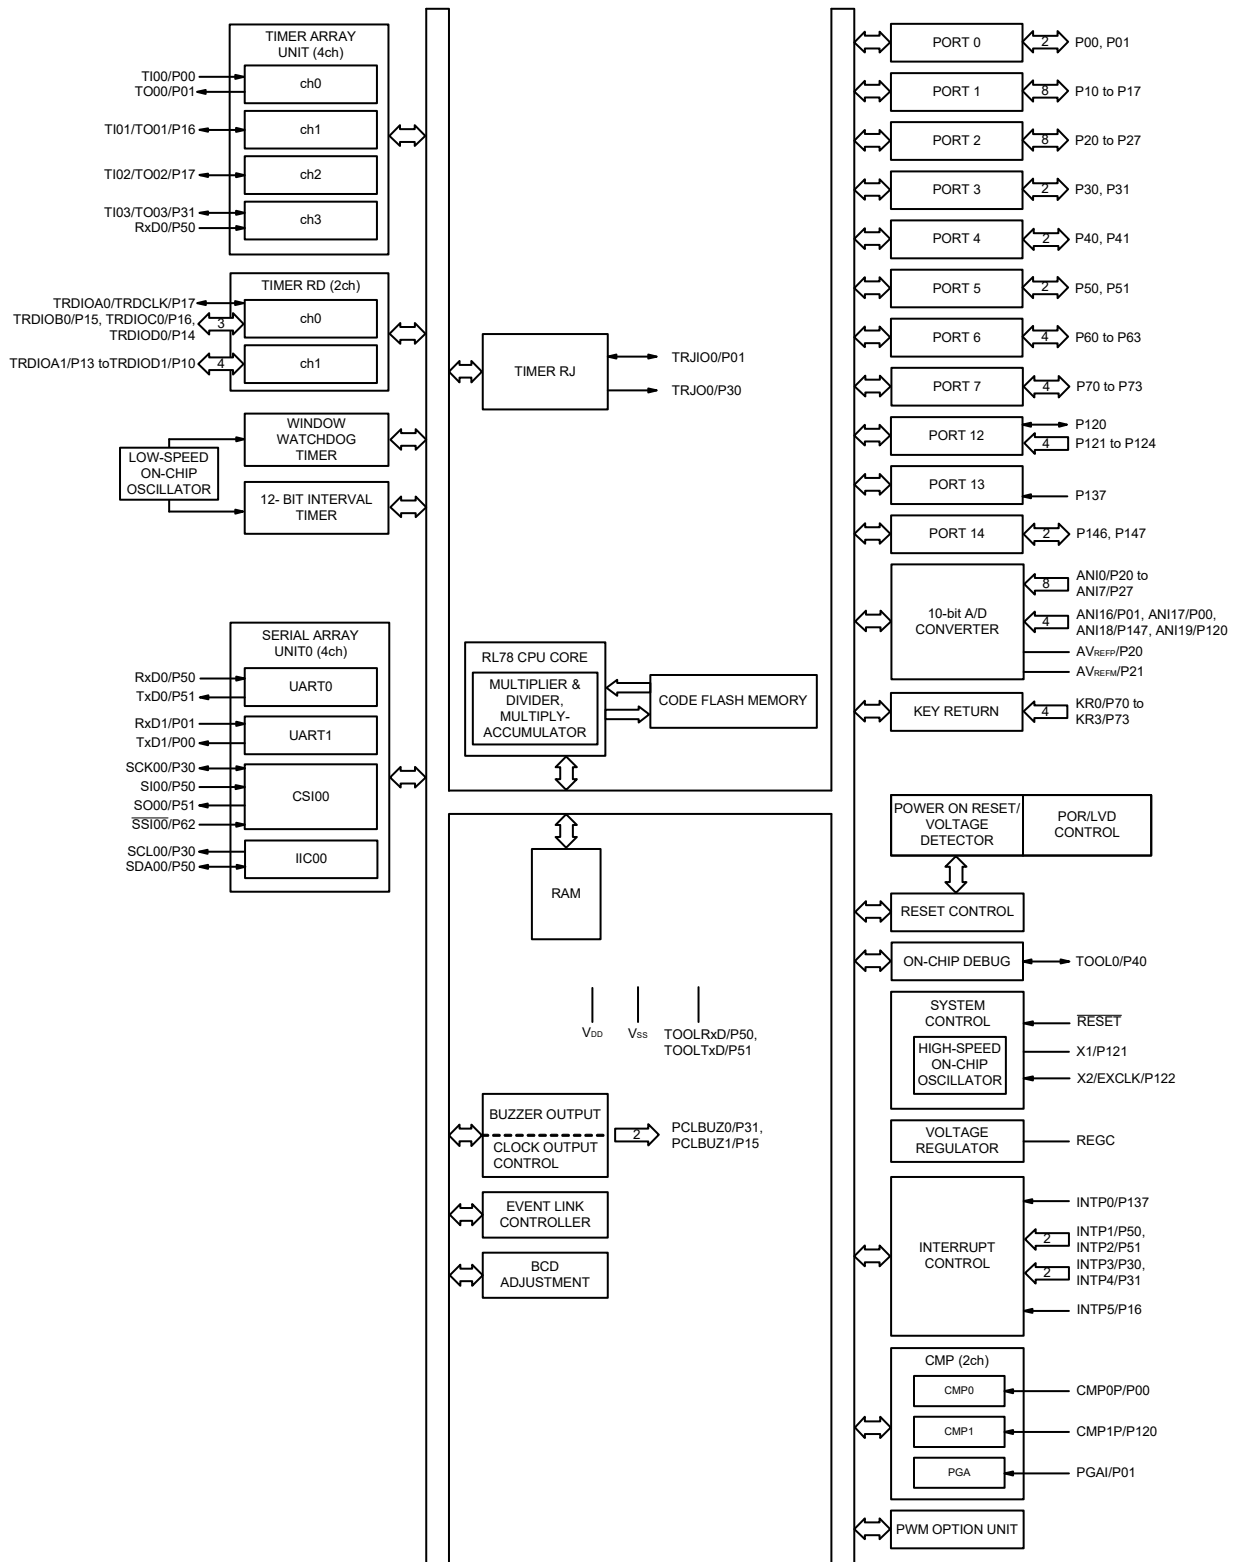 TIMER ARRAY
UNIT (4ch)
TI00/P00
TO00/P01
ch0
TI01/TO01/P16
ch1
TI02/TO02/P17
ch2
TI03/TO03/P31
RxD0/P50
ch3
TIMER RD (2ch)
TRDIOA0/TRDCLK/P17
TRDIOB0/P15, TRDIOC0/P16,
TRDIOD0/P14
3
ch0
TRDIOA1/P13 toTRDIOD1/P10
4
ch1
WINDOW
WATCHDOG
TIMER
LOW-SPEED
ON-CHIP
OSCILLATOR
12- BIT INTERVAL
TIMER
SERIAL ARRAY
UNIT0 (4ch)
RxD0/P50
TxD0/P51
UART0
RxD1/P01
TxD1/P00
UART1
SCK00/P30
SI00/P50
SO00/P51
SSI00/P62
CSI00
SCL00/P30
SDA00/P50
IIC00
TIMER RJ
TRJIO0/P01
TRJO0/P30
RL78 CPU CORE
MULTIPLIER &
DIVIDER,
MULTIPLY-
ACCUMULATOR
CODE FLASH MEMORY
RAM
VDD
VSS
TOOLRxD/P50,
TOOLTxD/P51
BUZZER OUTPUT
CLOCK OUTPUT
CONTROL
2
PCLBUZ0/P31,
PCLBUZ1/P15
EVENT LINK
CONTROLLER
BCD
ADJUSTMENT
PORT 0
2
P00, P01
PORT 1
8
P10 to P17
PORT 2
8
P20 to P27
PORT 3
2
P30, P31
PORT 4
2
P40, P41
PORT 5
2
P50, P51
PORT 6
4
P60 to P63
PORT 7
4
P70 to P73
PORT 12
P120
4
P121 to P124
PORT 13
P137
PORT 14
2
P146, P147
10-bit A/D
CONVERTER
8
ANI0/P20 to
ANI7/P27
4
ANI16/P01, ANI17/P00,
ANI18/P147, ANI19/P120
AVREFP/P20
AVREFM/P21
KEY RETURN
4
KR0/P70 to
KR3/P73
POWER ON RESET/
VOLTAGE
DETECTOR
POR/LVD
CONTROL
RESET CONTROL
ON-CHIP DEBUG
TOOL0/P40
SYSTEM
CONTROL
HIGH-SPEED
ON-CHIP
OSCILLATOR
RESET
X1/P121
X2/EXCLK/P122
VOLTAGE
REGULATOR
REGC
INTERRUPT
CONTROL
INTP0/P137
2
INTP1/P50,
INTP2/P51
2
INTP3/P30,
INTP4/P31
INTP5/P16
CMP (2ch)
CMP0
CMP0P/P00
CMP1
CMP1P/P120
PGA
PGAI/P01
PWM OPTION UNIT